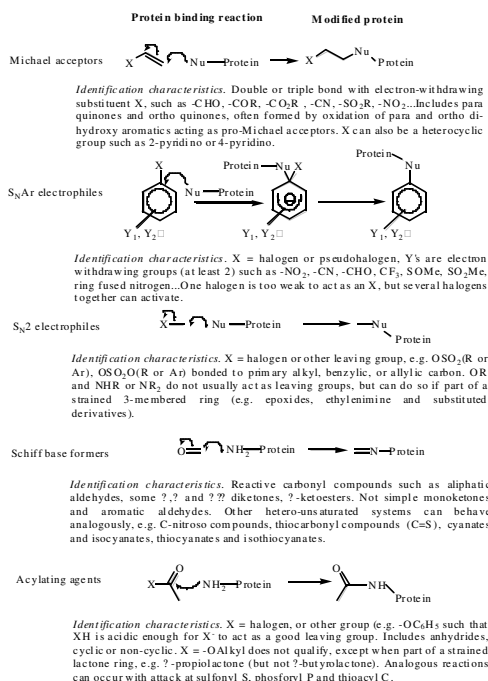 Protein binding reaction Modified protein
Michael acceptors X Nu—Protein X Nu Protein
Identification characteristics. Double or triple bond with electron-withdrawing
substituent X, such as -CHO, -COR, -CO₂R , -CN, -SO₂R, -NO₂...Includes para
quinones and ortho quinones, often formed by oxidation of para and ortho di-
hydroxy aromatics acting as pro-Michael acceptors. X can also be a heterocyclic
group such as 2-pyridino or 4-pyridino.
X Protein—Nu X Protein Nu
SNAr electrophiles Nu—Protein
Y₁, Y₂□ Y₁, Y₂□ Y₁, Y₂□
Identification characteristics. X = halogen or pseudohalogen, Y's are electron
withdrawing groups (at least 2) such as -NO₂, -CN, -CHO, CF₃, SOMe, SO₂Me,
ring fused nitrogen...One halogen is too weak to act as an X, but several halogens
together can activate.
SN2 electrophiles X— Nu—Protein —Nu Protein
Identification characteristics. X = halogen or other leaving group, e.g. OSO₂(R or
Ar), OSO₂O(R or Ar) bonded to primary alkyl, benzylic, or allylic carbon. OR
and NHR or NR₂ do not usually act as leaving groups, but can do so if part of a
strained 3-membered ring (e.g. epoxides, ethylenimine and substituted
derivatives).
Schiff base formers O= NH₂—Protein =N—Protein
Identification characteristics. Reactive carbonyl compounds such as aliphatic
aldehydes, some ?,? and ? ?? diketones, ?-ketoesters. Not simple monoketones
and aromatic aldehydes. Other hetero-unsaturated systems can behave
analogously, e.g. C-nitroso compounds, thiocarbonyl compounds (C=S), cyanates
and isocyanates, thiocyanates and isothiocyanates.
Acylating agents X O NH₂—Protein O NH Protein
Identification characteristics. X = halogen, or other group (e.g. -OC₆H₅ such that
XH is acidic enough for X⁻ to act as a good leaving group. Includes anhydrides,
cyclic or non-cyclic. X = -OAlkyl does not qualify, except when part of a strained
lactone ring, e.g. ?-propiolactone (but not ?-butyrolactone). Analogous reactions
can occur with attack at sulfonyl S, phosforyl P and thioacyl C.